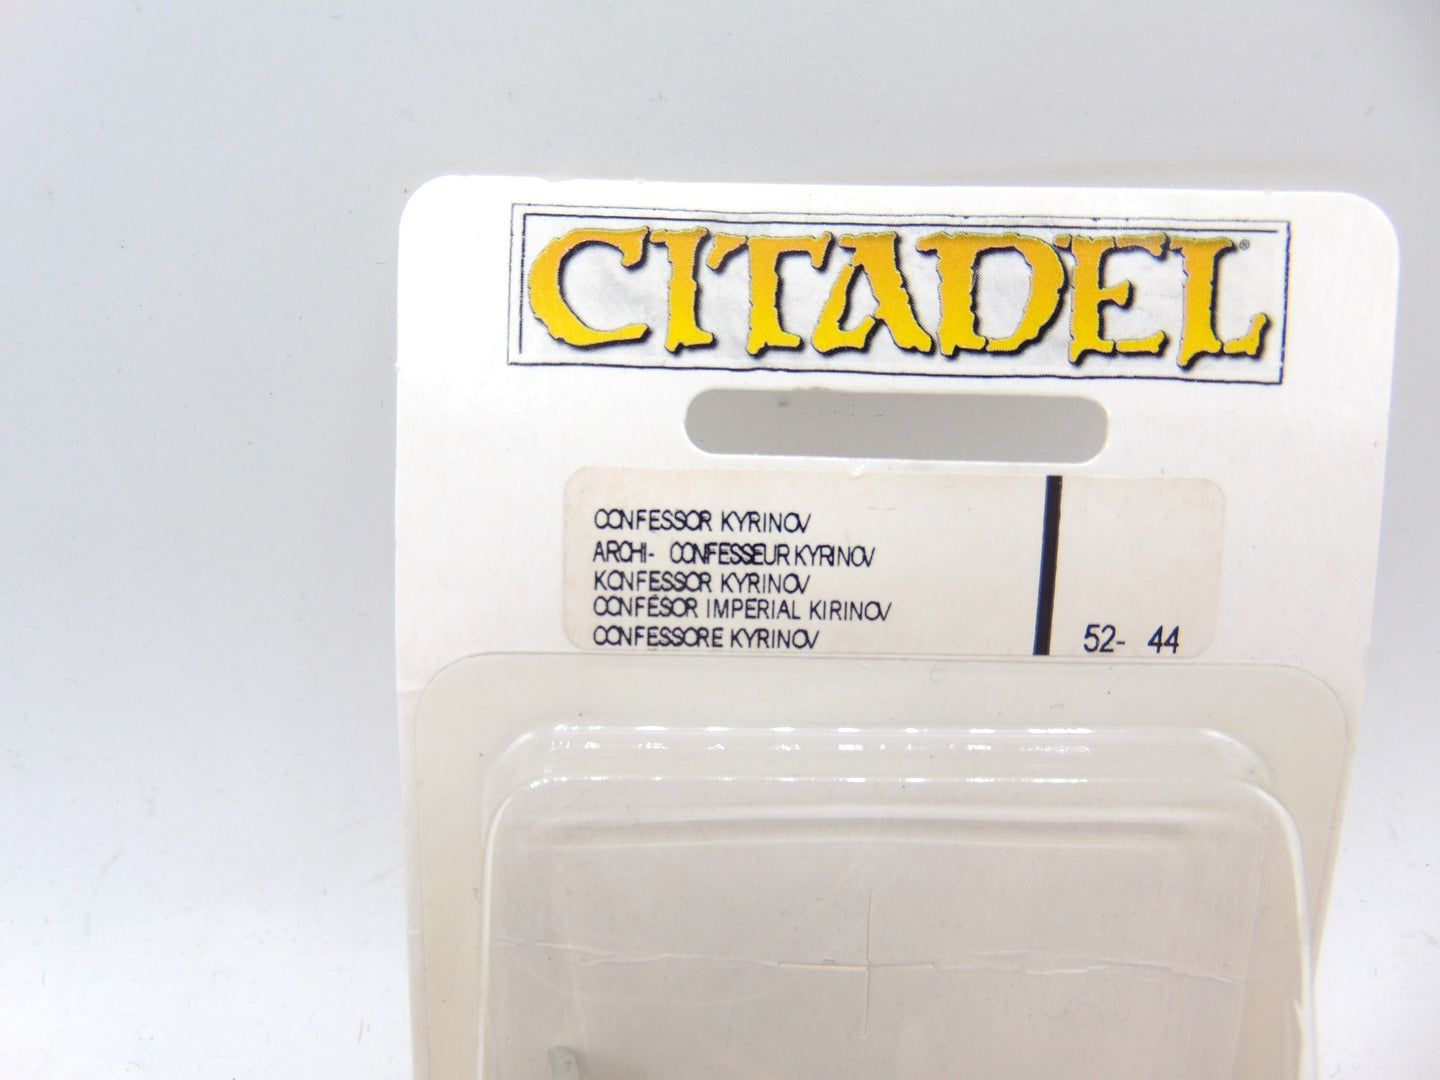 CITADEL®
CONFESSOR KYRINOV
ARCHI- CONFESSEUR KYRINOV
KONFESSOR KYRINOV
CONFÉSOR IMPERIAL KIRINOV
CONFESSORE KYRINOV
52- 44